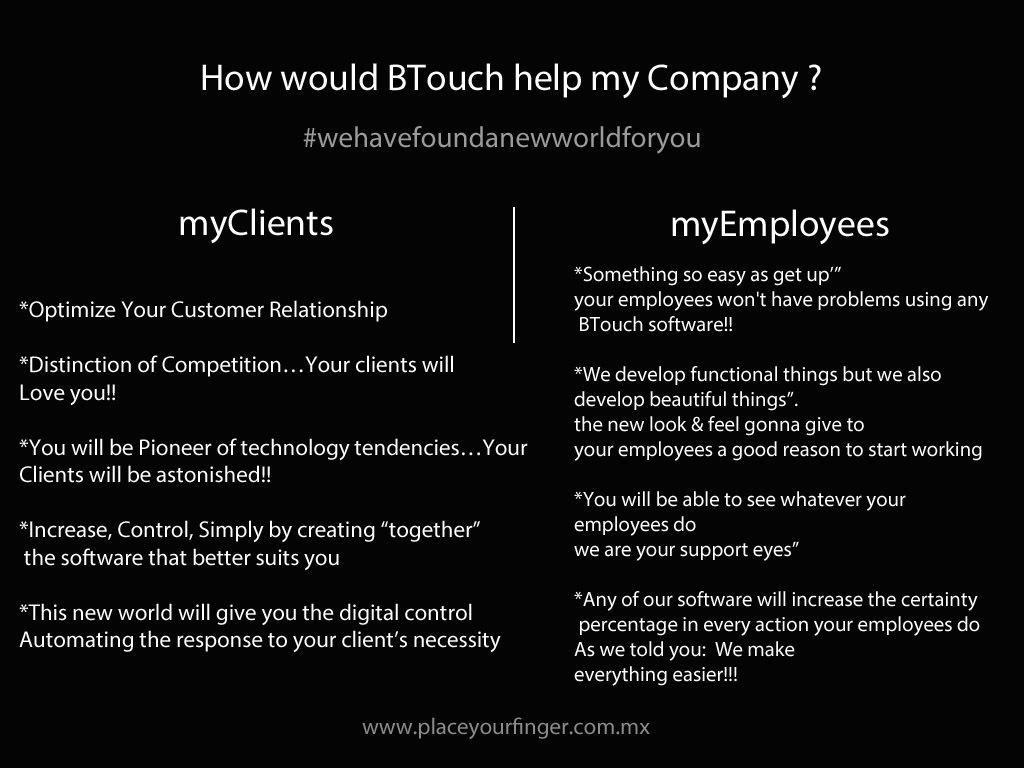 How would BTouch help my Company ?
#wehavefoundanewworldforyou
myClients
*Optimize Your Customer Relationship
*Distinction of Competition…Your clients will
Love you!!
*You will be Pioneer of technology tendencies…Your
Clients will be astonished!!
*Increase, Control, Simply by creating “together”
the software that better suits you
*This new world will give you the digital control
Automating the response to your client’s necessity
myEmployees
*Something so easy as get up’”
your employees won't have problems using any
BTouch software!!
*We develop functional things but we also
develop beautiful things”.
the new look & feel gonna give to
your employees a good reason to start working
*You will be able to see whatever your
employees do
we are your support eyes”
*Any of our software will increase the certainty
percentage in every action your employees do
As we told you:  We make
everything easier!!!
www.placeyourfinger.com.mx